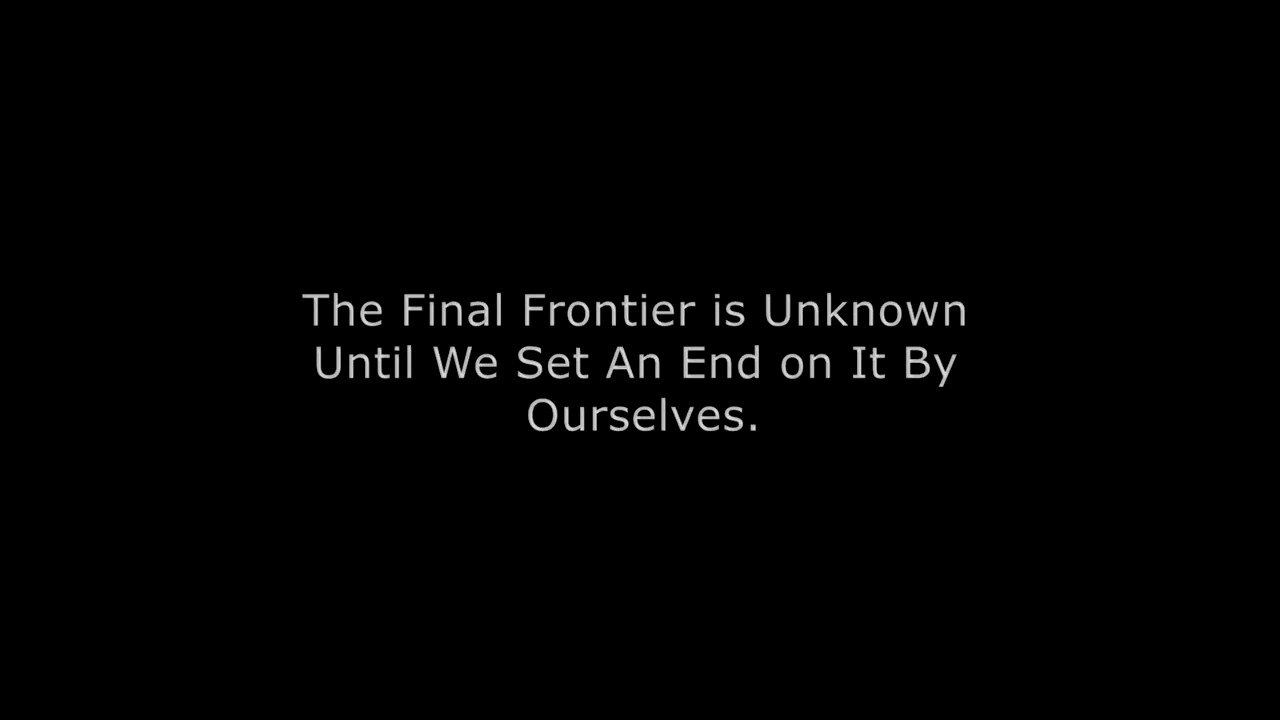 The Final Frontier is Unknown
Until We Set An End on It By
Ourselves.